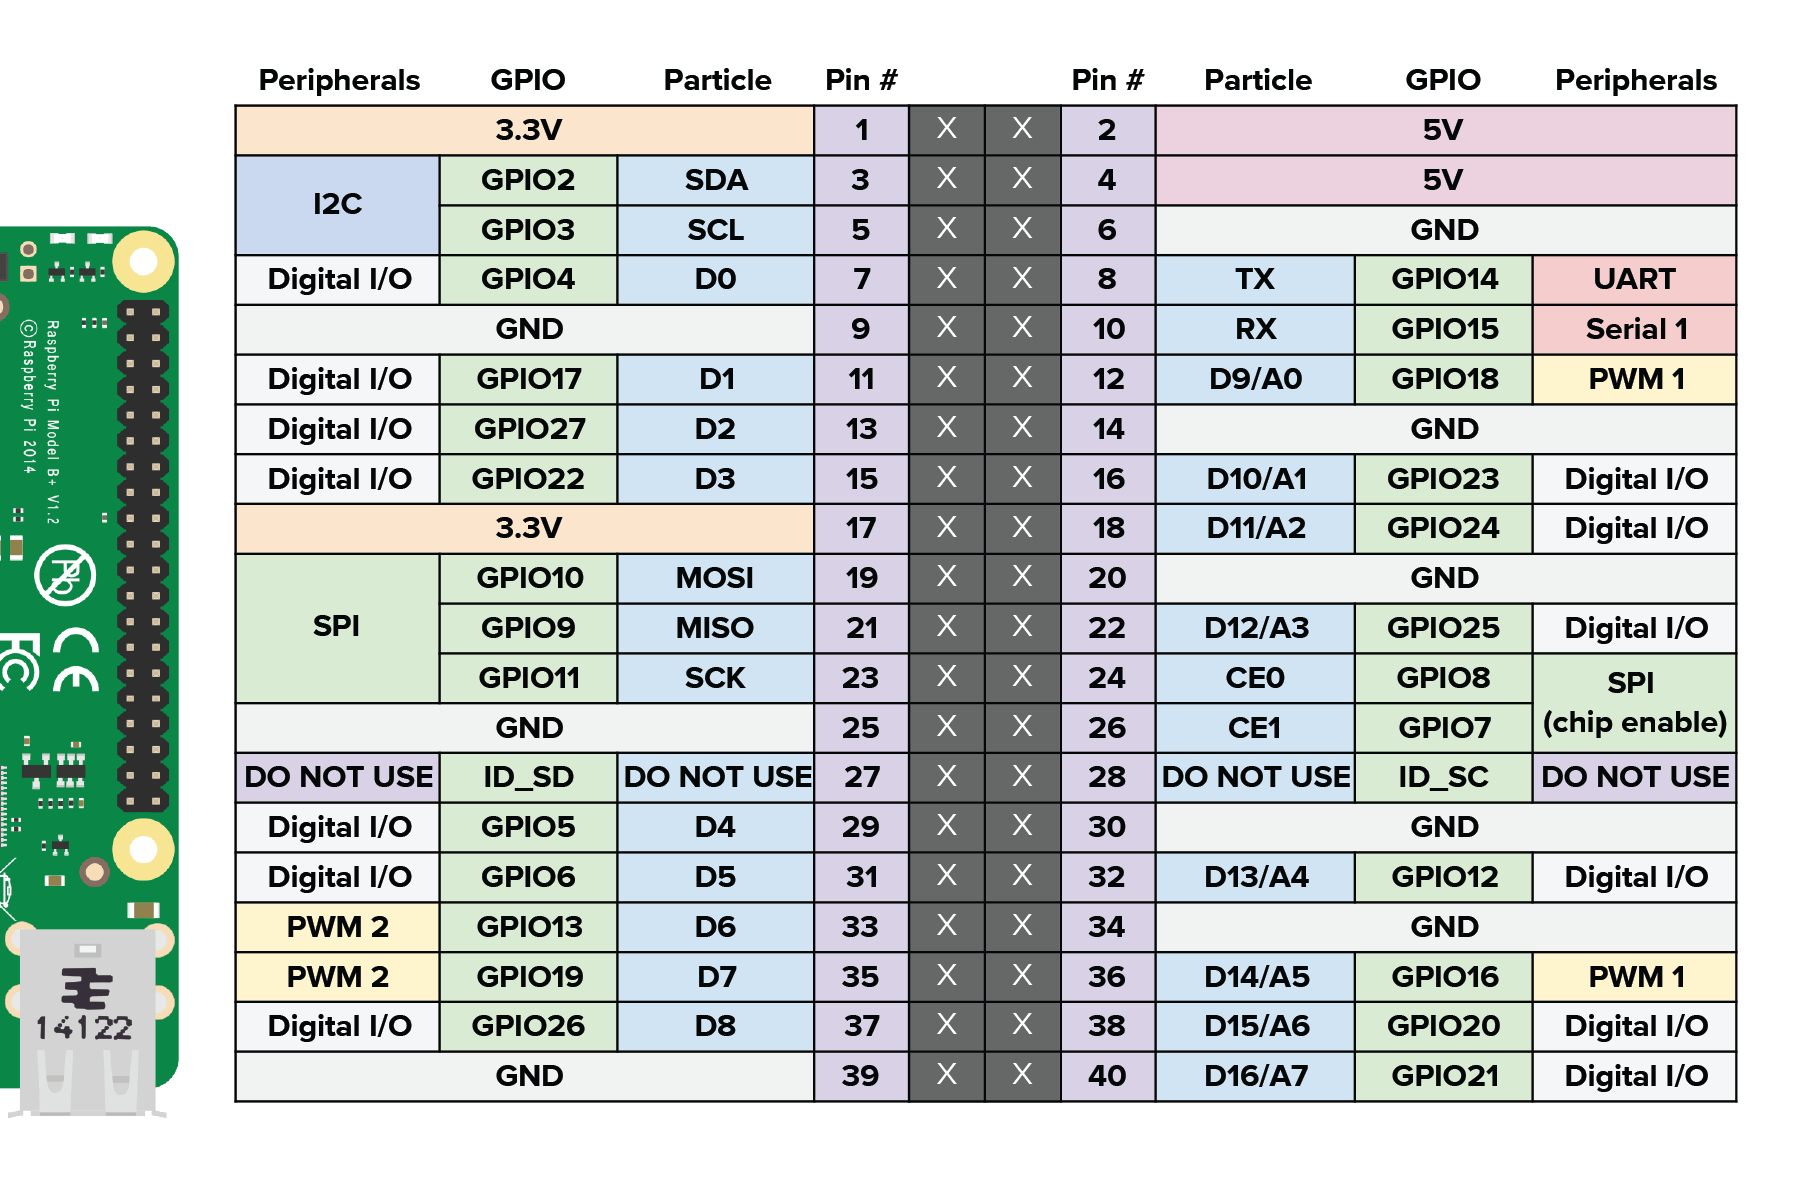 Peripherals GPIO Particle Pin # Pin # Particle GPIO Peripherals
3.3V 1 X X 2 5V
I2C GPIO2 SDA 3 X X 4 5V
GPIO3 SCL 5 X X 6 GND
Digital I/O GPIO4 D0 7 X X 8 TX GPIO14 UART
GND 9 X X 10 RX GPIO15 Serial 1
Digital I/O GPIO17 D1 11 X X 12 D9/A0 GPIO18 PWM 1
Digital I/O GPIO27 D2 13 X X 14 GND
Digital I/O GPIO22 D3 15 X X 16 D10/A1 GPIO23 Digital I/O
3.3V 17 X X 18 D11/A2 GPIO24 Digital I/O
SPI GPIO10 MOSI 19 X X 20 GND
GPIO9 MISO 21 X X 22 D12/A3 GPIO25 Digital I/O
GPIO11 SCK 23 X X 24 CE0 GPIO8 SPI
GND 25 X X 26 CE1 GPIO7 (chip enable)
DO NOT USE ID_SD DO NOT USE 27 X X 28 DO NOT USE ID_SC DO NOT USE
Digital I/O GPIO5 D4 29 X X 30 GND
Digital I/O GPIO6 D5 31 X X 32 D13/A4 GPIO12 Digital I/O
PWM 2 GPIO13 D6 33 X X 34 GND
PWM 2 GPIO19 D7 35 X X 36 D14/A5 GPIO16 PWM 1
Digital I/O GPIO26 D8 37 X X 38 D15/A6 GPIO20 Digital I/O
GND 39 X X 40 D16/A7 GPIO21 Digital I/O
Raspberry Pi Model B+ V1.2
©Raspberry Pi 2014
Pb
FC
CE
14122